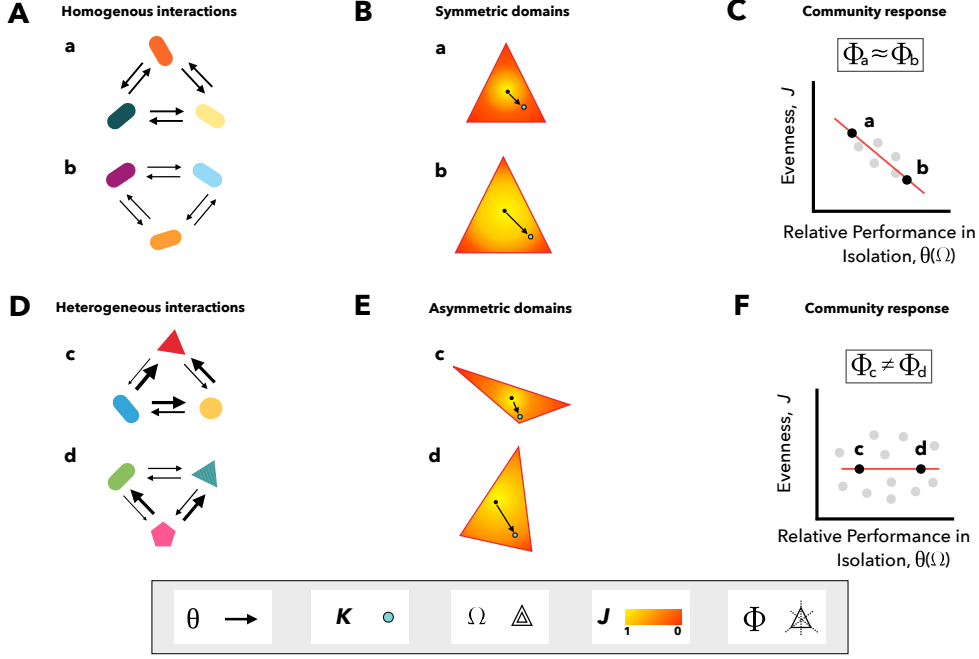 A
Homogenous interactions
a
b
B
Symmetric domains
a
b
C
Community response
Φa ≈ Φb
Evenness, J
a
b
Relative Performance in
Isolation, θ(Ω)
D
Heterogeneous interactions
c
d
E
Asymmetric domains
c
d
F
Community response
Φc ≠ Φd
Evenness, J
c
d
Relative Performance in
Isolation, θ(Ω)
θ
K
Ω
J
1 0
Φ